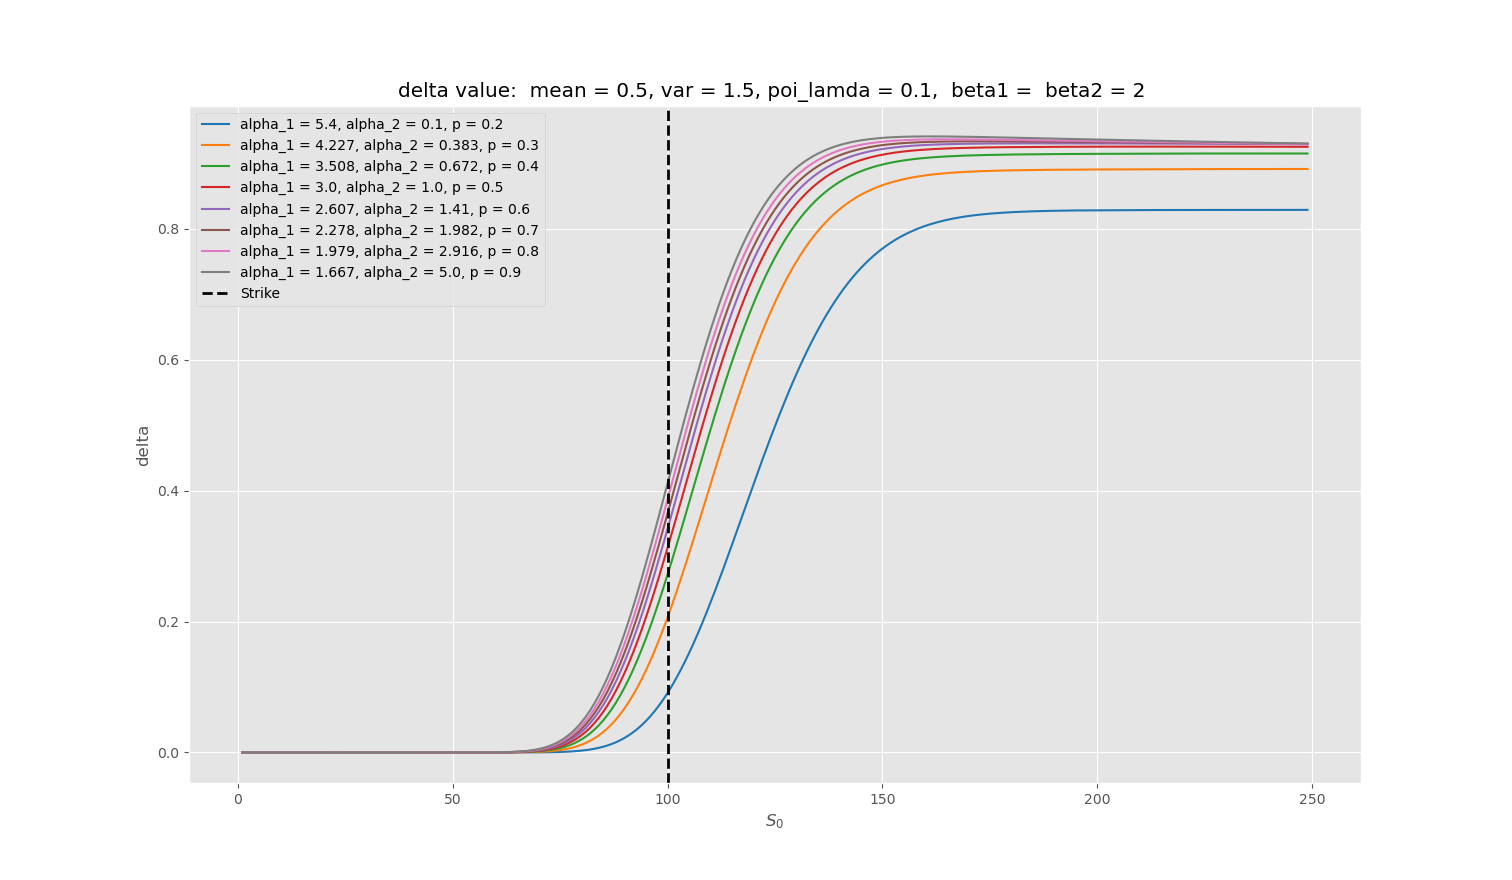 delta value:  mean = 0.5, var = 1.5, poi_lamda = 0.1,  beta1 =  beta2 = 2
alpha_1 = 5.4, alpha_2 = 0.1, p = 0.2
alpha_1 = 4.227, alpha_2 = 0.383, p = 0.3
alpha_1 = 3.508, alpha_2 = 0.672, p = 0.4
alpha_1 = 3.0, alpha_2 = 1.0, p = 0.5
alpha_1 = 2.607, alpha_2 = 1.41, p = 0.6
alpha_1 = 2.278, alpha_2 = 1.982, p = 0.7
alpha_1 = 1.979, alpha_2 = 2.916, p = 0.8
alpha_1 = 1.667, alpha_2 = 5.0, p = 0.9
Strike
0.8
0.6
0.4
0.2
0.0
delta
0 50 100 150 200 250
S₀